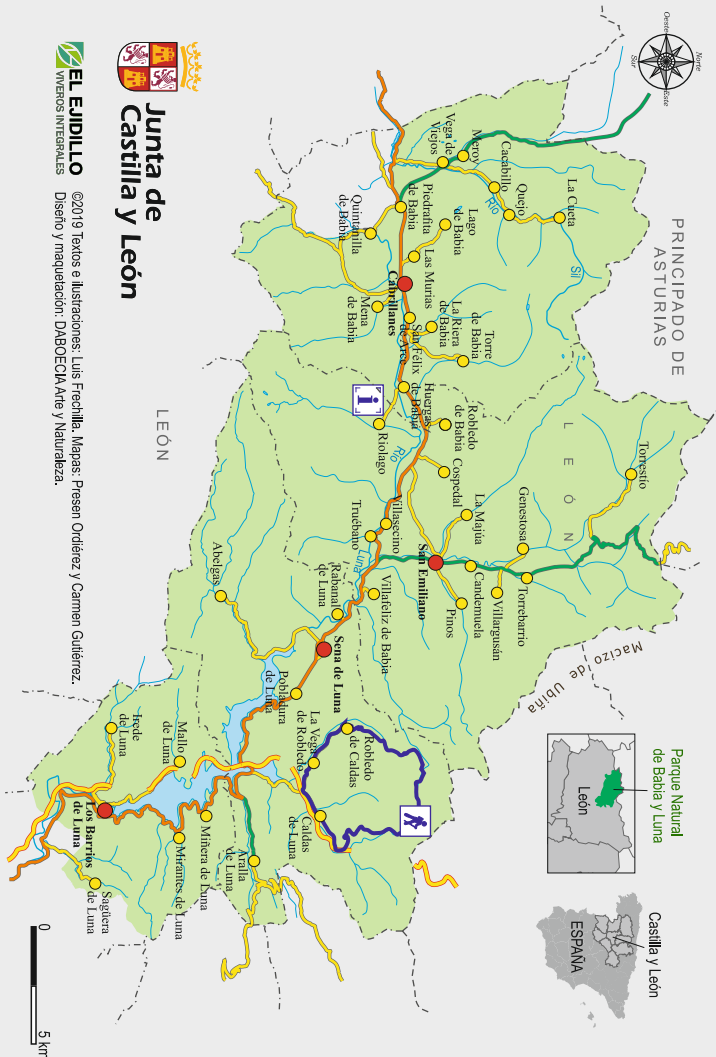 Norte
Oeste
Este
Sur
PRINCIPADO DE
ASTURIAS
Parque Natural
de Babia y Luna
León
Castilla y León
ESPAÑA
Macizo de Ubiña
LEÓN
La Cueta
Quejo
Cacabillo
Meroy
Vega de
Viejos
Río
Sil
Piedrafita
de Babia
Quintanilla
de Babia
Lago
de Babia
Las Murias
Cabrillanes
Mena
de Babia
San Félix
de Arce
La Riera
de Babia
Torre
de Babia
Huergas
de Babia
Robledo
de Babia
Riolago
i
Río
Luna
Cospedal
La Majúa
Torrestío
Genestosa
Torrebarrio
Villargusán
Candemuela
San Emiliano
Pinos
Villasecino
Truébano
Villafeliz de Babia
Rabanal
de Luna
Sena de Luna
Abelgas
Pobladura
de Luna
La Vega
de Robledo
Robledo
de Caldas
Caldas
de Luna
Aralla
de Luna
Mallo
de Luna
Irede
de Luna
Miñera de Luna
Mirantes de Luna
Los Barrios
de Luna
Sagüera
de Luna
LEÓN
0
5 km
Junta de
Castilla y León
EL EJIDILLO
VIVEROS INTEGRALES
©2019 Textos e ilustraciones: Luis Frechilla. Mapas: Presen Ordiérez y Carmen Gutiérrez.
Diseño y maquetación: DABOECIA Arte y Naturaleza.